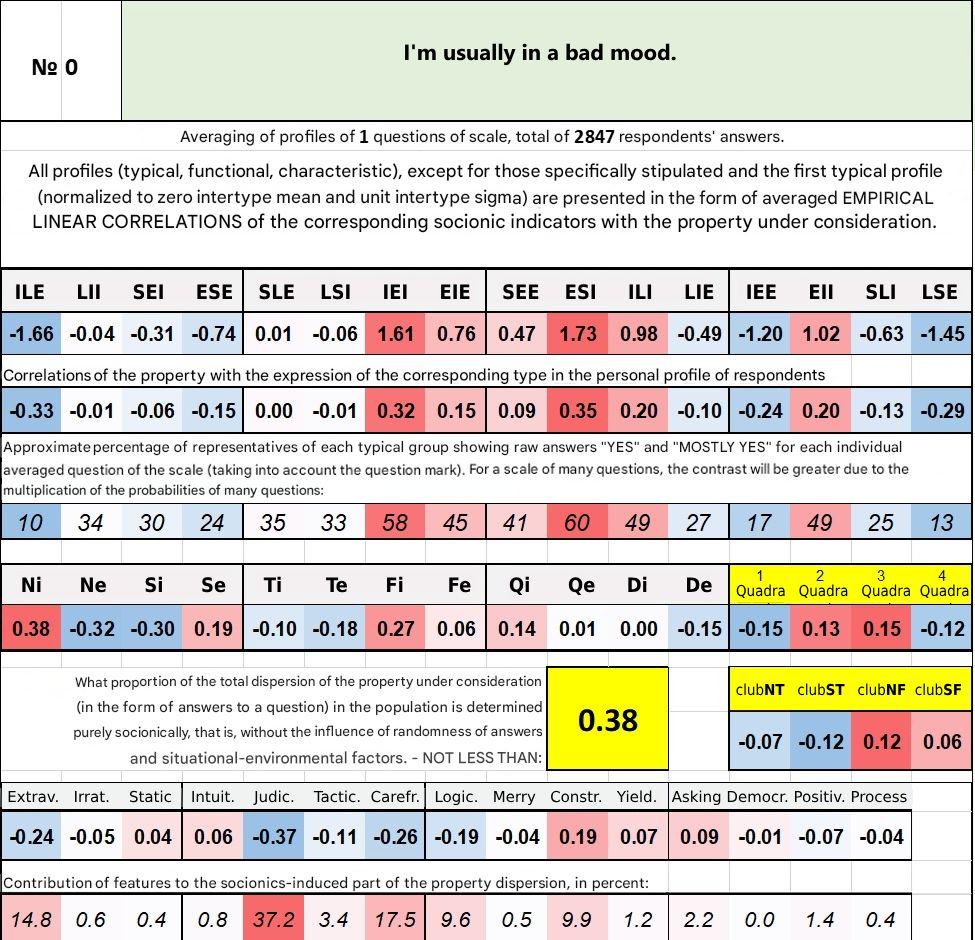 № 0
I'm usually in a bad mood.
Averaging of profiles of 1 questions of scale, total of 2847 respondents' answers.
All profiles (typical, functional, characteristic), except for those specifically stipulated and the first typical profile
(normalized to zero intertype mean and unit intertype sigma) are presented in the form of averaged EMPIRICAL
LINEAR CORRELATIONS of the corresponding socionic indicators with the property under consideration.
ILE LII SEI ESE SLE LSI IEI EIE SEE ESI ILI LIE IEE EII SLI LSE
-1.66 -0.04 -0.31 -0.74 0.01 -0.06 1.61 0.76 0.47 1.73 0.98 -0.49 -1.20 1.02 -0.63 -1.45
Correlations of the property with the expression of the corresponding type in the personal profile of respondents
-0.33 -0.01 -0.06 -0.15 0.00 -0.01 0.32 0.15 0.09 0.35 0.20 -0.10 -0.24 0.20 -0.13 -0.29
Approximate percentage of representatives of each typical group showing raw answers "YES" and "MOSTLY YES" for each individual
averaged question of the scale (taking into account the question mark). For a scale of many questions, the contrast will be greater due to the
multiplication of the probabilities of many questions:
10 34 30 24 35 33 58 45 41 60 49 27 17 49 25 13
Ni Ne Si Se Ti Te Fi Fe Qi Qe Di De 1 Quadra 2 Quadra 3 Quadra 4 Quadra
0.38 -0.32 -0.30 0.19 -0.10 -0.18 0.27 0.06 0.14 0.01 0.00 -0.15 -0.15 0.13 0.15 -0.12
What proportion of the total dispersion of the property under consideration
(in the form of answers to a question) in the population is determined
purely socionically, that is, without the influence of randomness of answers
and situational-environmental factors. - NOT LESS THAN:
0.38
clubNT clubST clubNF clubSF
-0.07 -0.12 0.12 0.06
Extrav. Irrat. Static Intuit. Judic. Tactic. Carefr. Logic. Merry Constr. Yield. Asking Democr. Positiv. Process
-0.24 -0.05 0.04 0.06 -0.37 -0.11 -0.26 -0.19 -0.04 0.19 0.07 0.09 -0.01 -0.07 -0.04
Contribution of features to the socionics-induced part of the property dispersion, in percent:
14.8 0.6 0.4 0.8 37.2 3.4 17.5 9.6 0.5 9.9 1.2 2.2 0.0 1.4 0.4